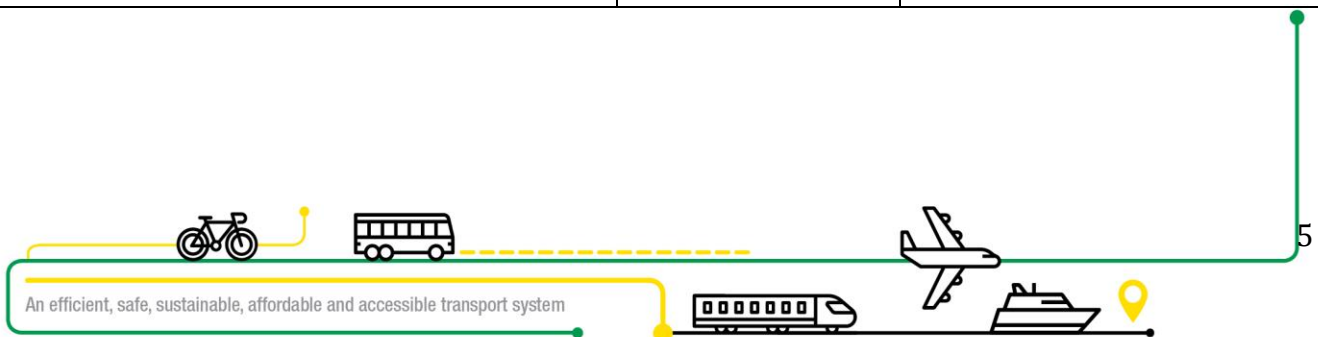 5
An efficient, safe, sustainable, affordable and accessible transport system